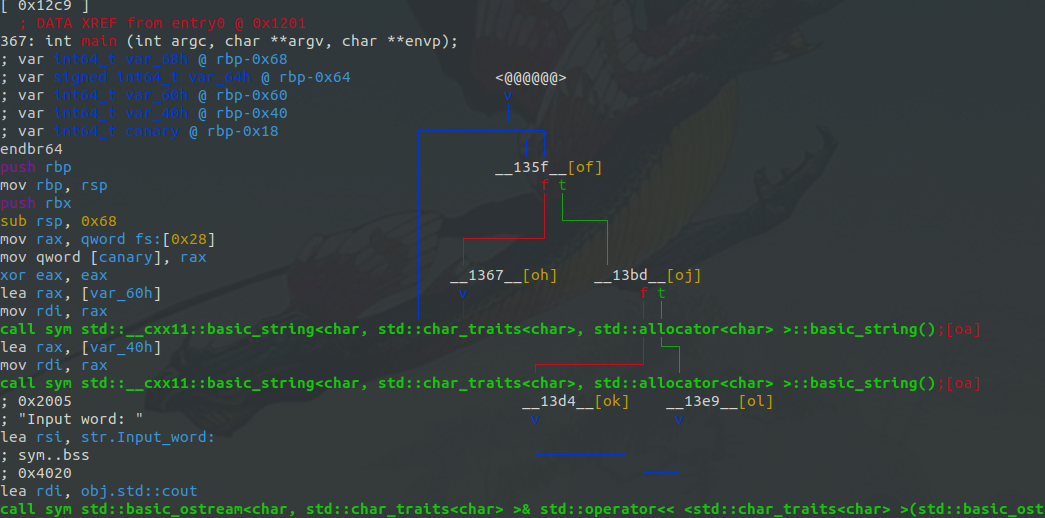 [ 0x12c9 ]
; DATA XREF from entry0 @ 0x1201
367: int main (int argc, char **argv, char **envp);
; var int64_t var_68h @ rbp-0x68
; var signed int64_t var_64h @ rbp-0x64
<@@@@@@>
; var int64_t var_60h @ rbp-0x60
v
; var int64_t var_40h @ rbp-0x40
; var int64_t canary @ rbp-0x18
endbr64
push rbp
__135f__[of]
mov rbp, rsp
f t
push rbx
sub rsp, 0x68
mov rax, qword fs:[0x28]
mov qword [canary], rax
xor eax, eax
__1367__[oh]
__13bd__[oj]
lea rax, [var_60h]
v
f t
mov rdi, rax
call sym std::__cxx11::basic_string<char, std::char_traits<char>, std::allocator<char> >::basic_string();[oa]
lea rax, [var_40h]
mov rdi, rax
call sym std::__cxx11::basic_string<char, std::char_traits<char>, std::allocator<char> >::basic_string();[oa]
; 0x2005
__13d4__[ok]
__13e9__[ol]
; "Input word: "
v
v
lea rsi, str.Input_word:
; sym..bss
; 0x4020
lea rdi, obj.std::cout
call sym std::basic_ostream<char, std::char_traits<char> >& std::operator<< <std::char_traits<char> >(std::basic_ost